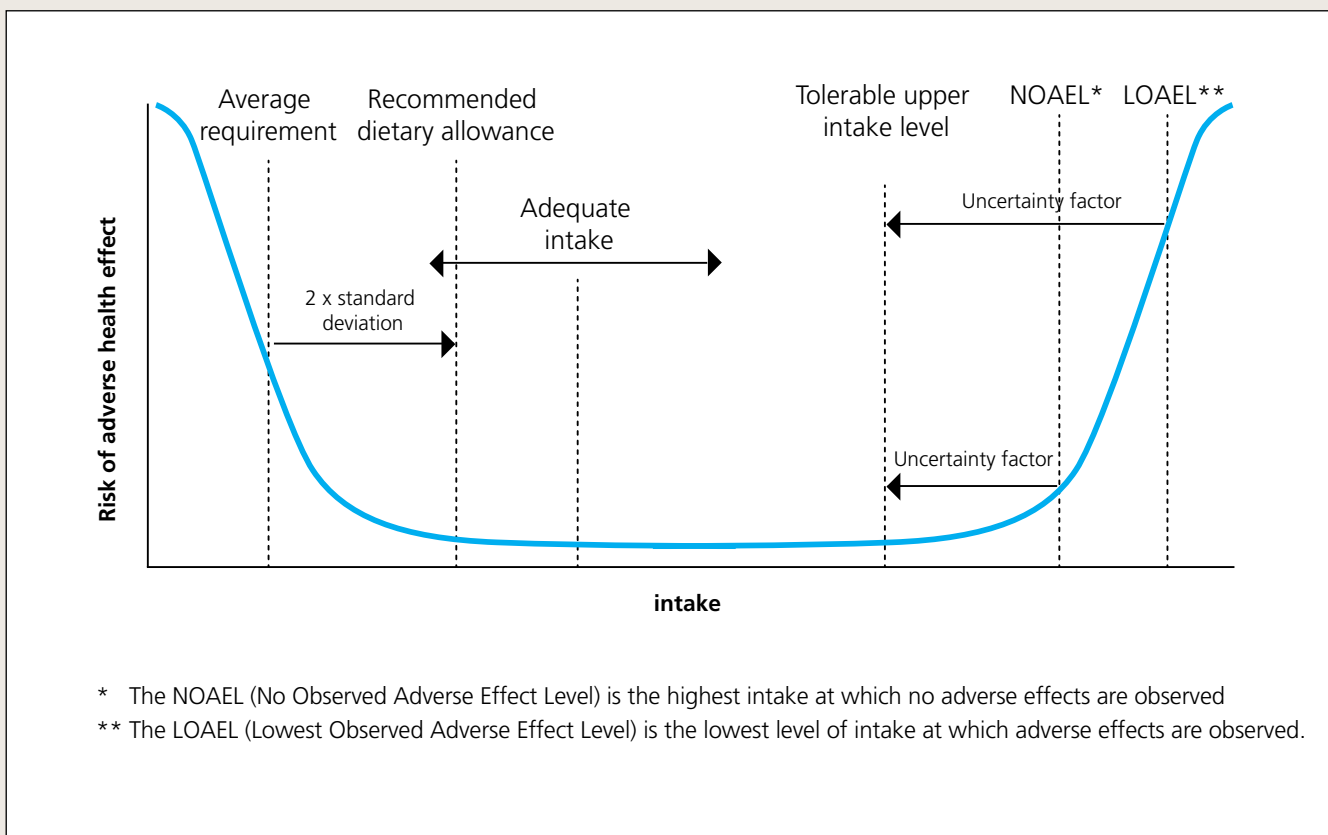 Average
requirement
Recommended
dietary allowance
Tolerable upper
intake level
NOAEL*
LOAEL**
Uncertainty factor
Adequate
intake
2 x standard
deviation
Uncertainty factor
Risk of adverse health effect
intake
* The NOAEL (No Observed Adverse Effect Level) is the highest intake at which no adverse effects are observed
** The LOAEL (Lowest Observed Adverse Effect Level) is the lowest level of intake at which adverse effects are observed.